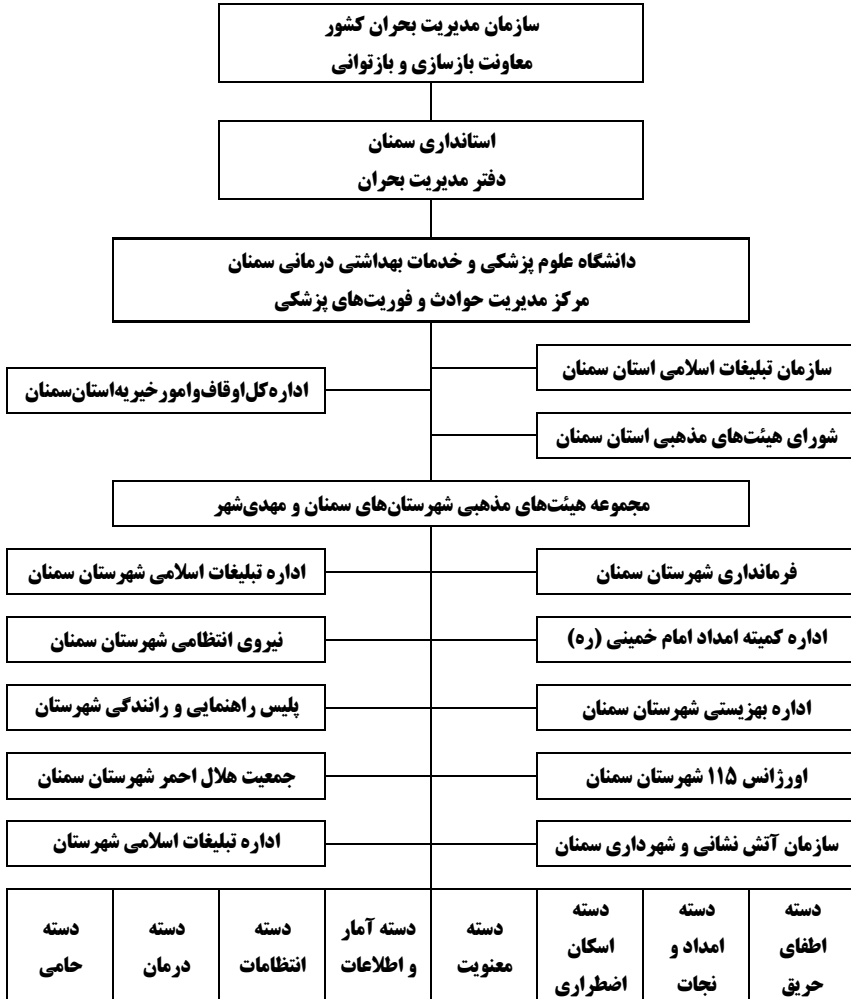 سازمان مدیریت بحران کشور
معاونت بازسازی و بازتوانی
استانداری سمنان
دفتر مدیریت بحران
دانشگاه علوم پزشکی و خدمات بهداشتی درمانی سمنان
مرکز مدیریت حوادث و فوریت‌های پزشکی
سازمان تبلیغات اسلامی استان سمنان
اداره‌کل‌اوقاف‌وامورخیریه‌استان‌سمنان
شورای هیئت‌های مذهبی استان سمنان
مجموعه هیئت‌های مذهبی شهرستان‌های سمنان و مهدی‌شهر
فرمانداری شهرستان سمنان
اداره تبلیغات اسلامی شهرستان سمنان
اداره کمیته امداد امام خمینی (ره)
نیروی انتظامی شهرستان سمنان
اداره بهزیستی شهرستان سمنان
پلیس راهنمایی و رانندگی شهرستان
اورژانس ۱۱۵ شهرستان سمنان
جمعیت هلال احمر شهرستان سمنان
سازمان آتش نشانی و شهرداری سمنان
اداره تبلیغات اسلامی شهرستان
دسته
اطفای
حریق
دسته
امداد و
نجات
دسته
اسکان
اضطراری
دسته
معنویت
دسته آمار
و اطلاعات
دسته
انتظامات
دسته
درمان
دسته
حامی